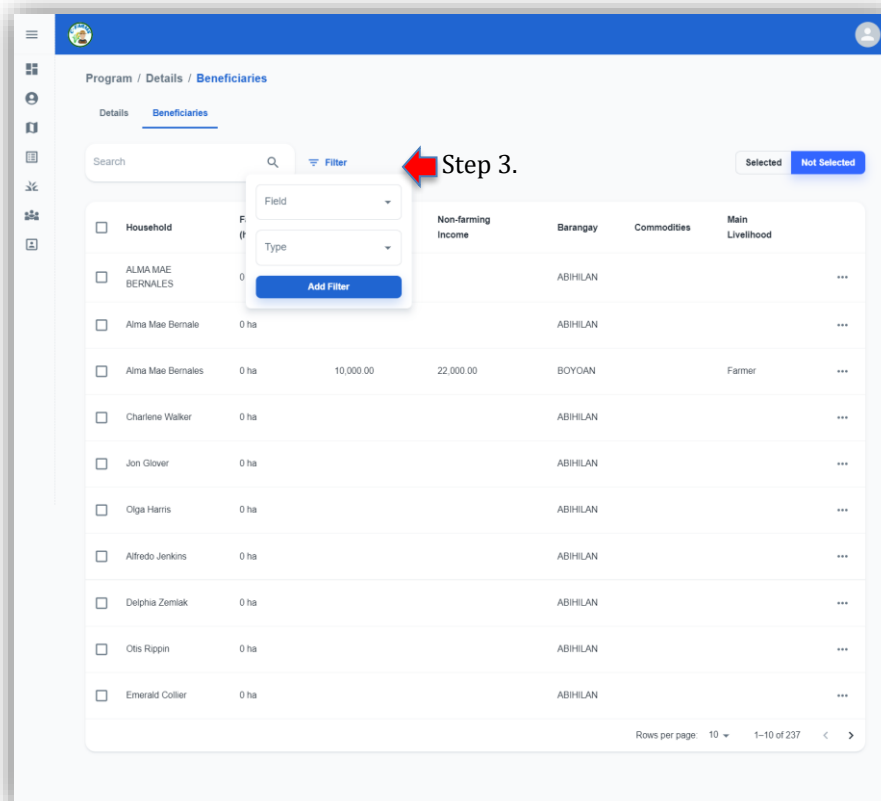 Program / Details / Beneficiaries
Details Beneficiaries
Search Filter Step 3. Selected Not Selected
Field
Type
Add Filter
Household Non-farming Income Barangay Commodities Main Livelihood
ALMA MAE BERNALES 0 ABIHILAN ...
Alma Mae Bernale 0 ha ABIHILAN ...
Alma Mae Bernales 0 ha 10,000.00 22,000.00 BOYOAN Farmer ...
Charlene Walker 0 ha ABIHILAN ...
Jon Glover 0 ha ABIHILAN ...
Olga Harris 0 ha ABIHILAN ...
Alfredo Jenkins 0 ha ABIHILAN ...
Delphia Zemlak 0 ha ABIHILAN ...
Otis Rippin 0 ha ABIHILAN ...
Emerald Collier 0 ha ABIHILAN ...
Rows per page: 10 1–10 of 237